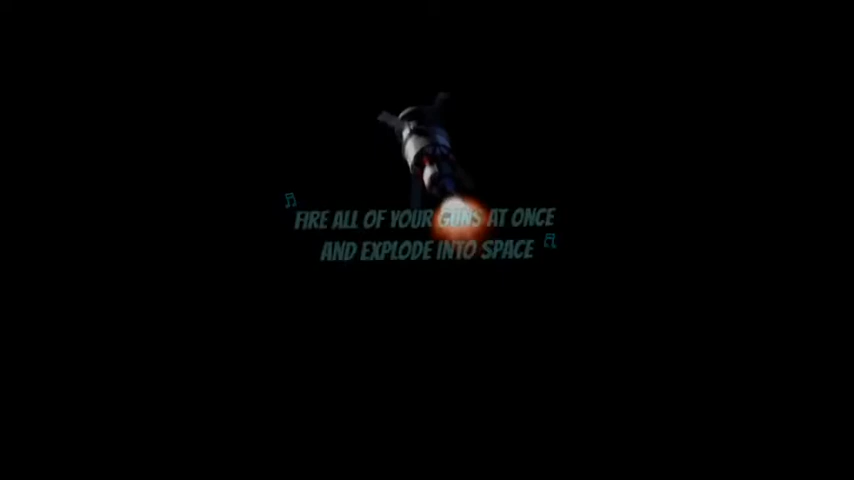 ♫ FIRE ALL OF YOUR GUNS AT ONCE
AND EXPLODE INTO SPACE ♫